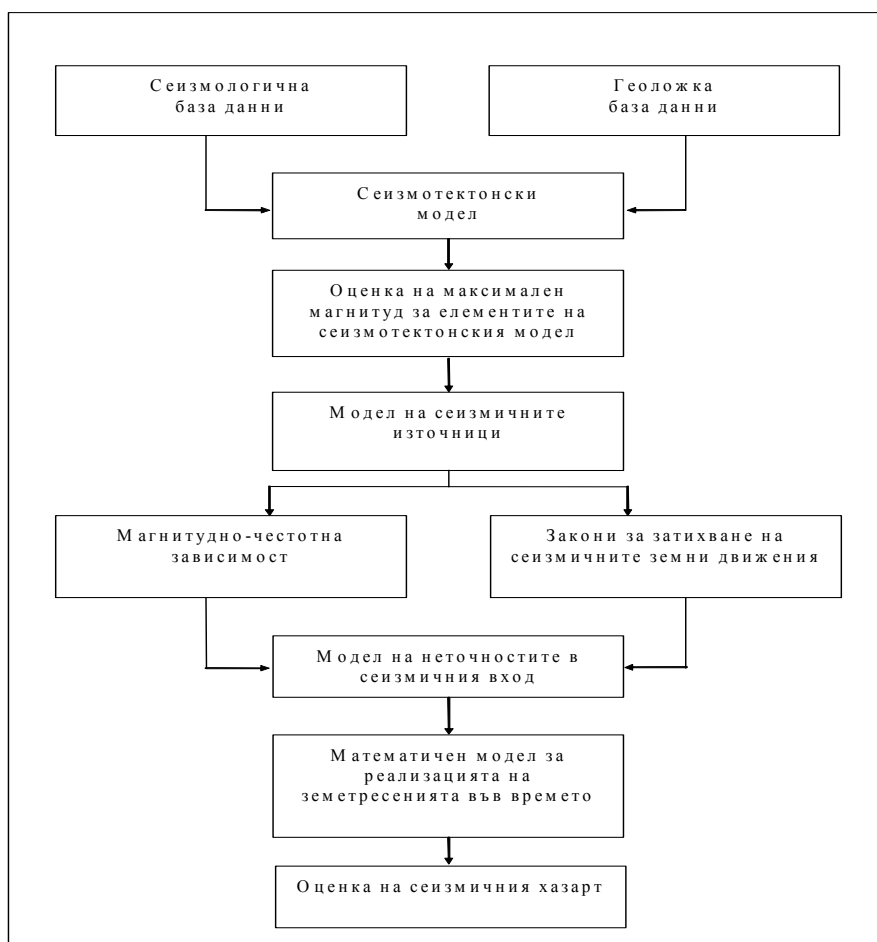 Сеизмологична
база данни
Геоложка
база данни
Сеизмотектонски
модел
Оценка на максимален
магнитуд за елементите на
сеизмотектонския модел
Модел на сеизмичните
източници
Магнитудно-честотна
зависимост
Закони за затихване на
сеизмичните земни движения
Модел на неточностите в
сеизмичния вход
Математичен модел за
реализацията на
земетресенията във времето
Оценка на сеизмичния хазарт